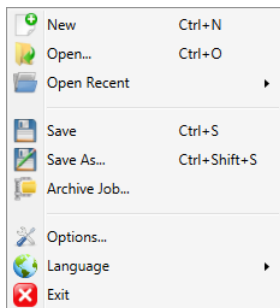 New Ctrl+N
Open... Ctrl+O
Open Recent
Save Ctrl+S
Save As... Ctrl+Shift+S
Archive Job...
Options...
Language
Exit